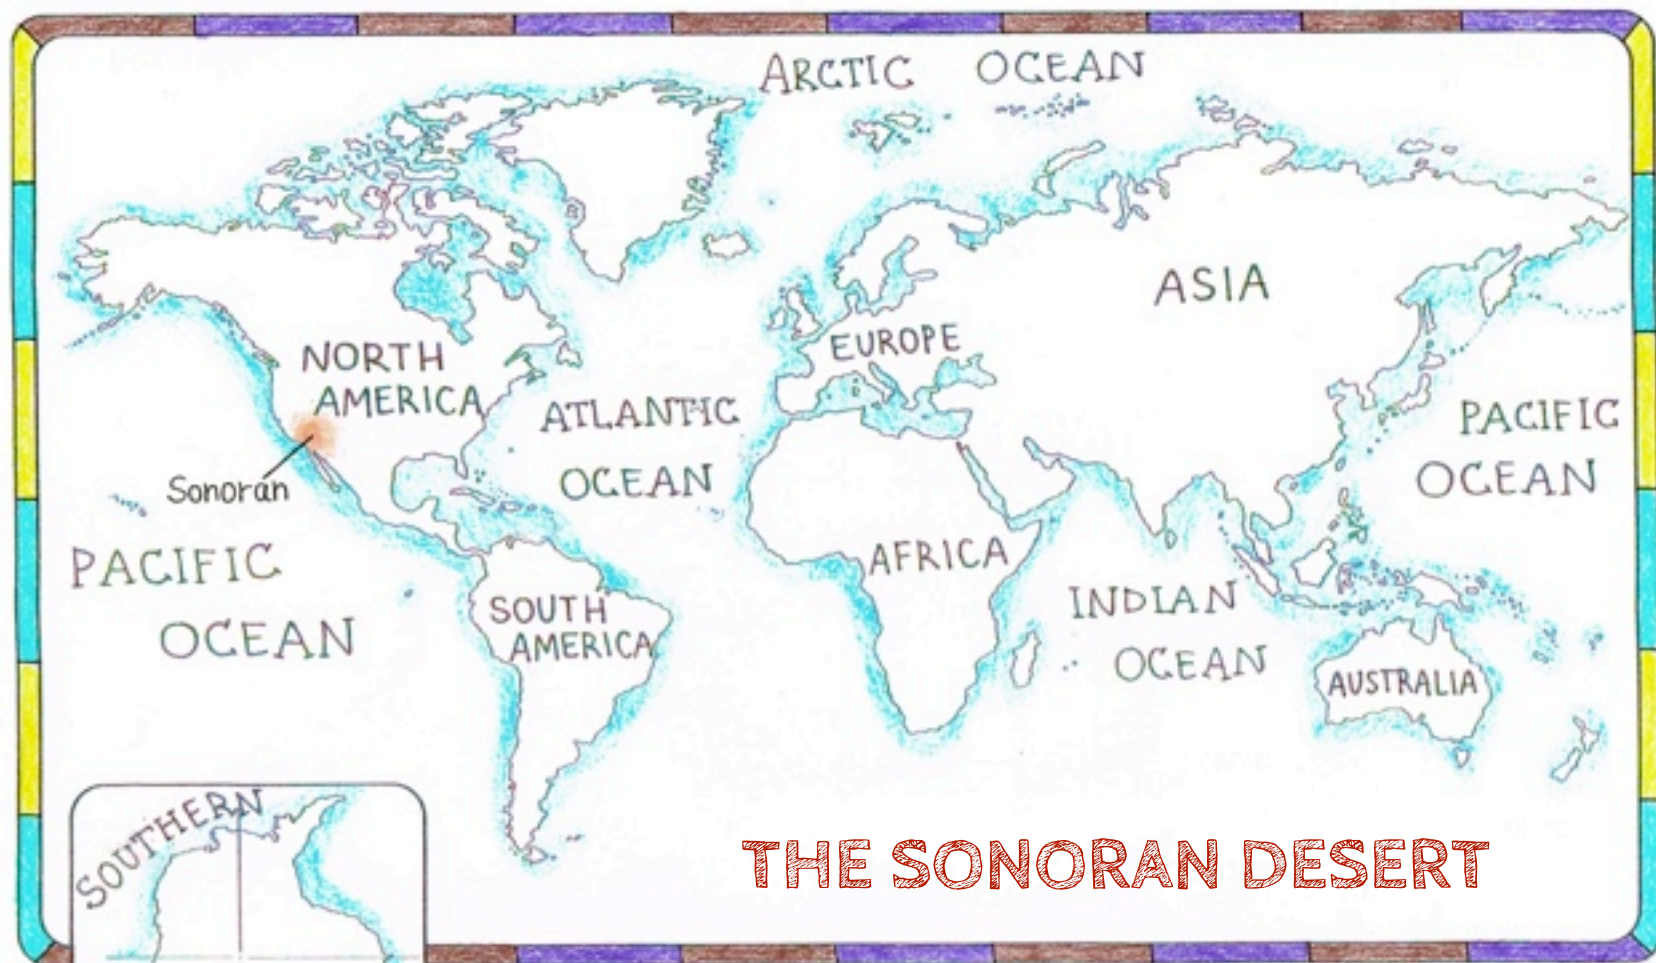 ARCTIC OCEAN
ASIA
NORTH
AMERICA
EUROPE
ATLANTIC
OCEAN
PACIFIC
OCEAN
Sonoran
PACIFIC
OCEAN
AFRICA
INDIAN
OCEAN
SOUTH
AMERICA
AUSTRALIA
SOUTHERN
THE SONORAN DESERT